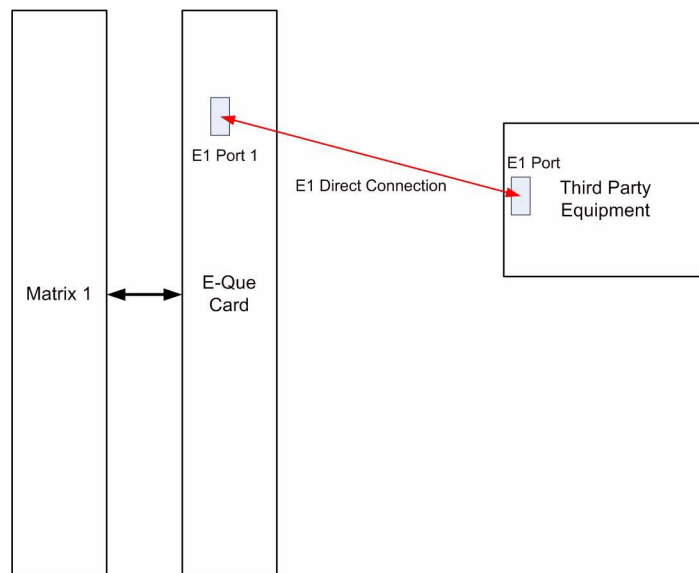 E1 Port 1
E1 Port
E1 Direct Connection
Third Party
Equipment
Matrix 1
E-Que
Card